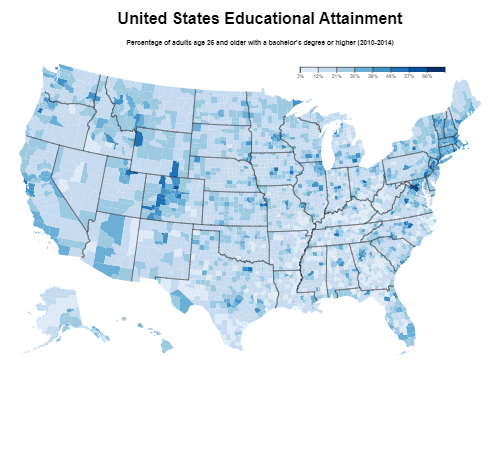 United States Educational Attainment
Percentage of adults age 25 and older with a bachelor's degree or higher (2010-2014)
3% 12% 21% 30% 39% 48% 57% 66%